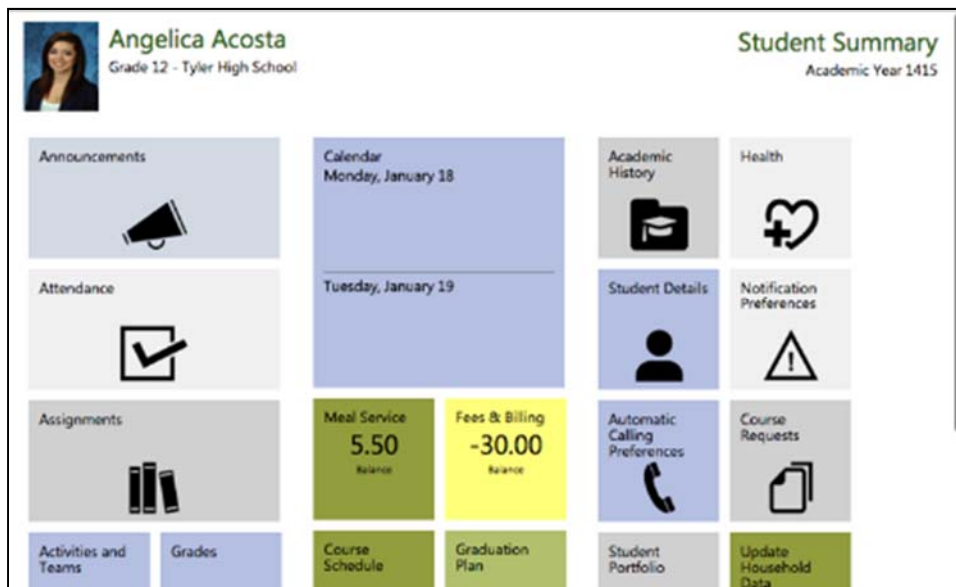 Angelica Acosta
Grade 12 - Tyler High School
Student Summary
Academic Year 1415
Announcements
Attendance
Assignments
Activities and
Teams
Grades
Calendar
Monday, January 18
Tuesday, January 19
Meal Service
5.50
Balance
Fees & Billing
-30.00
Balance
Course
Schedule
Graduation
Plan
Academic
History
Health
Student Details
Notification
Preferences
Automatic
Calling
Preferences
Course
Requests
Student
Portfolio
Update
Household
Data